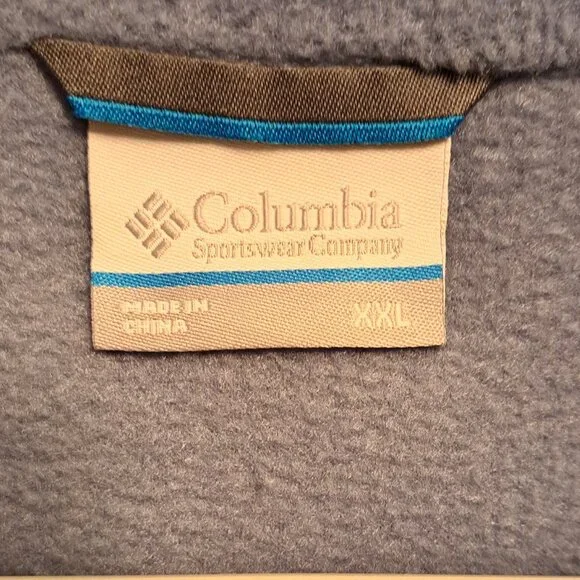 Columbia
Sportswear Company
MADE IN
CHINA
XXL